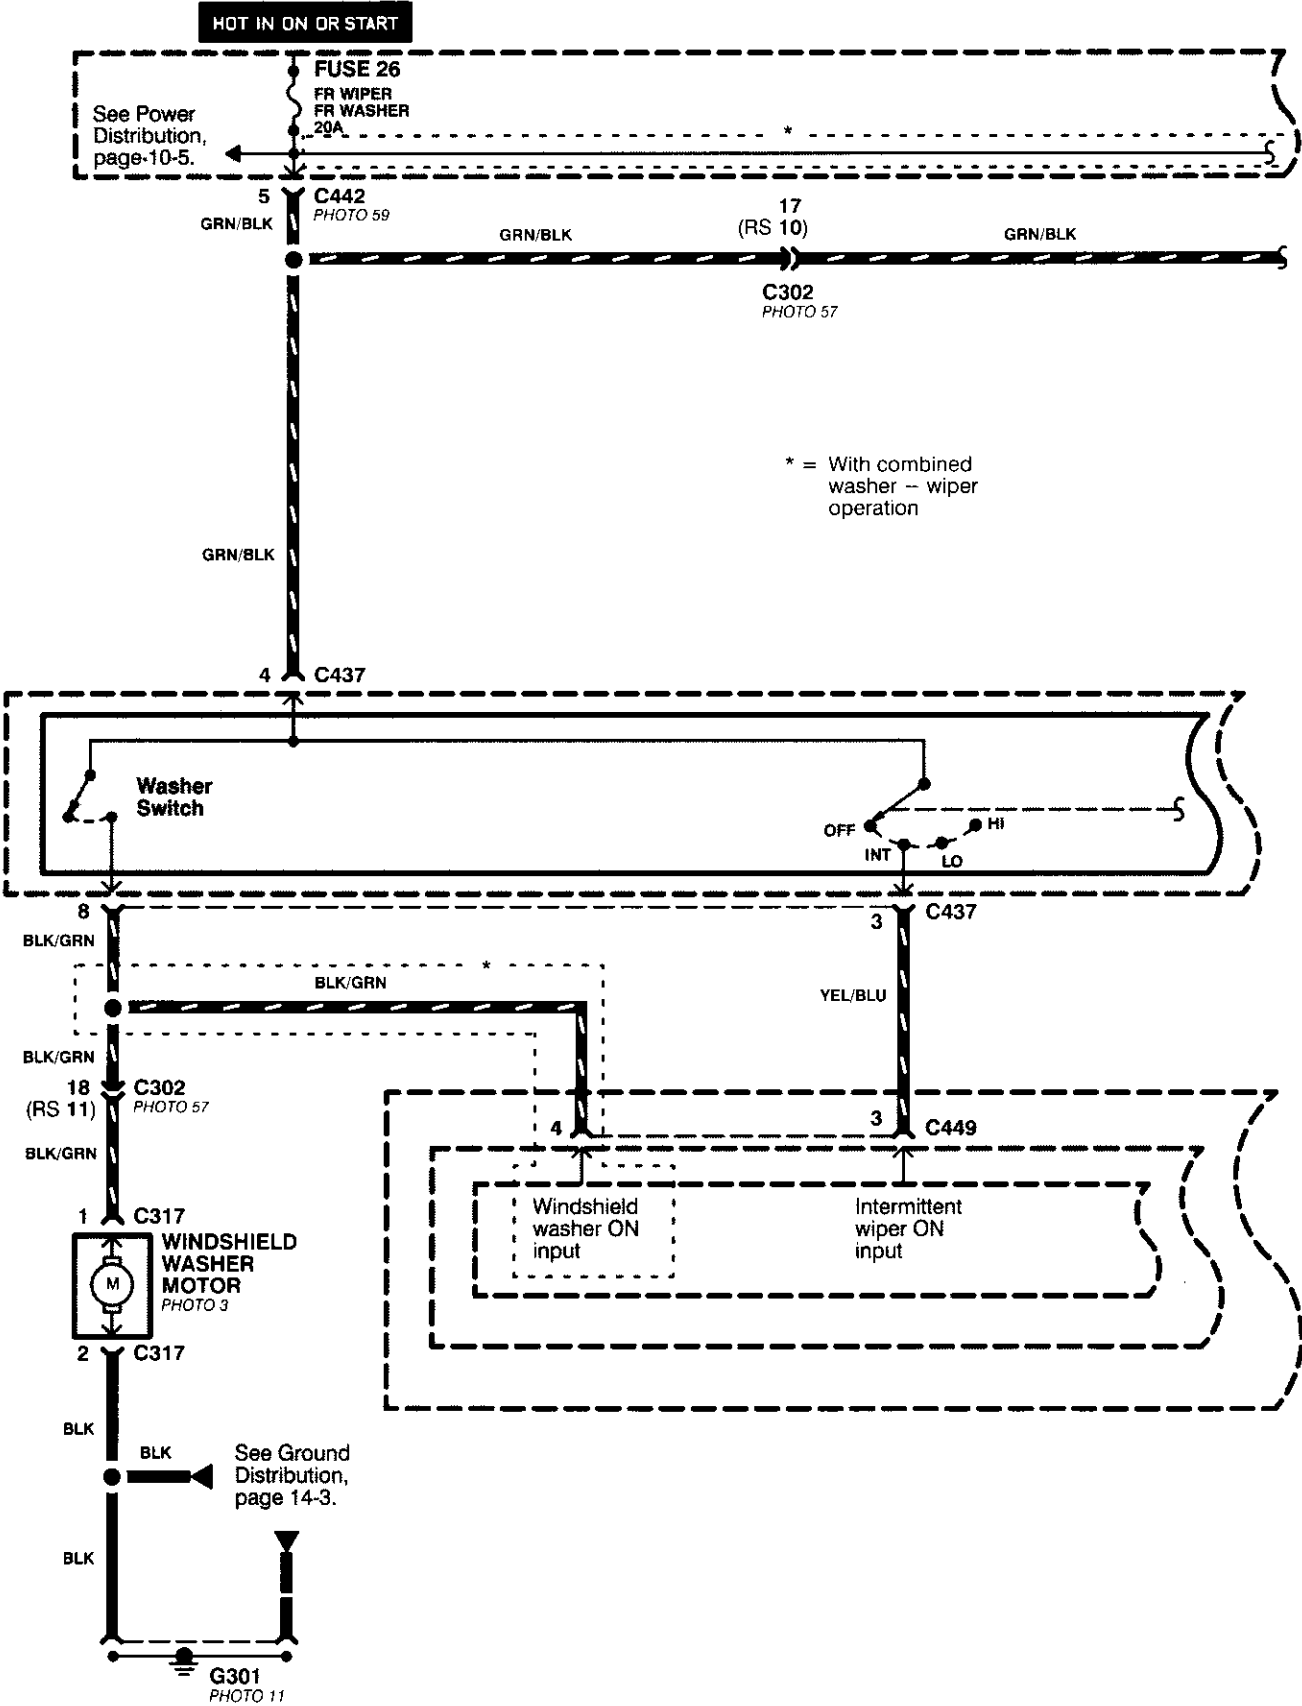 HOT IN ON OR START
FUSE 26
FR WIPER
FR WASHER
20A
See Power
Distribution,
page 10-5.
*
5
C442
PHOTO 59
GRN/BLK
17
(RS 10)
GRN/BLK
GRN/BLK
C302
PHOTO 57
* = With combined
washer – wiper
operation
GRN/BLK
4
C437
Washer
Switch
OFF
INT
LO
HI
8
3
C437
BLK/GRN
*
BLK/GRN
YEL/BLU
BLK/GRN
18
(RS 11)
C302
PHOTO 57
4
3
C449
BLK/GRN
Windshield
washer ON
input
Intermittent
wiper ON
input
1
C317
WINDSHIELD
WASHER
MOTOR
PHOTO 3
M
2
C317
BLK
BLK
See Ground
Distribution,
page 14-3.
BLK
G301
PHOTO 11